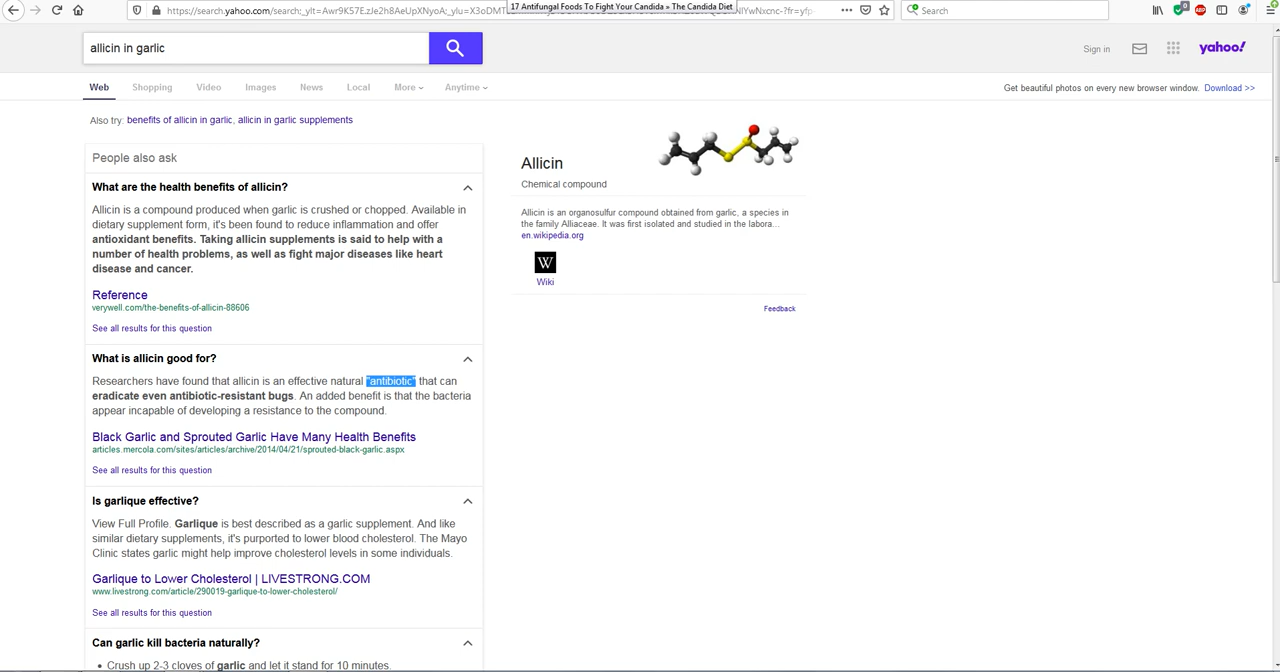 17 Antifungal Foods To Fight Your Candida » The Candida Diet
https://search.yahoo.com/search;_ylt=Awr9K57E.zJe2h8AeUpXNyoA;_ylu=X3oDMT
Search
allicin in garlic
Sign in
yahoo!
Web Shopping Video Images News Local More Anytime
Get beautiful photos on every new browser window. Download >>
Also try: benefits of allicin in garlic, allicin in garlic supplements
People also ask
What are the health benefits of allicin?
Allicin is a compound produced when garlic is crushed or chopped. Available in
dietary supplement form, it's been found to reduce inflammation and offer
antioxidant benefits. Taking allicin supplements is said to help with a
number of health problems, as well as fight major diseases like heart
disease and cancer.
Reference
verywell.com/the-benefits-of-allicin-88606
See all results for this question
What is allicin good for?
Researchers have found that allicin is an effective natural "antibiotic" that can
eradicate even antibiotic-resistant bugs. An added benefit is that the bacteria
appear incapable of developing a resistance to the compound.
Black Garlic and Sprouted Garlic Have Many Health Benefits
articles.mercola.com/sites/articles/archive/2014/04/21/sprouted-black-garlic.aspx
See all results for this question
Is garlique effective?
View Full Profile. Garlique is best described as a garlic supplement. And like
similar dietary supplements, it's purported to lower blood cholesterol. The Mayo
Clinic states garlic might help improve cholesterol levels in some individuals.
Garlique to Lower Cholesterol | LIVESTRONG.COM
www.livestrong.com/article/290019-garlique-to-lower-cholesterol/
See all results for this question
Can garlic kill bacteria naturally?
• Crush up 2-3 cloves of garlic and let it stand for 10 minutes.
Allicin
Chemical compound
Allicin is an organosulfur compound obtained from garlic, a species in
the family Alliaceae. It was first isolated and studied in the labora...
en.wikipedia.org
W
Wiki
Feedback